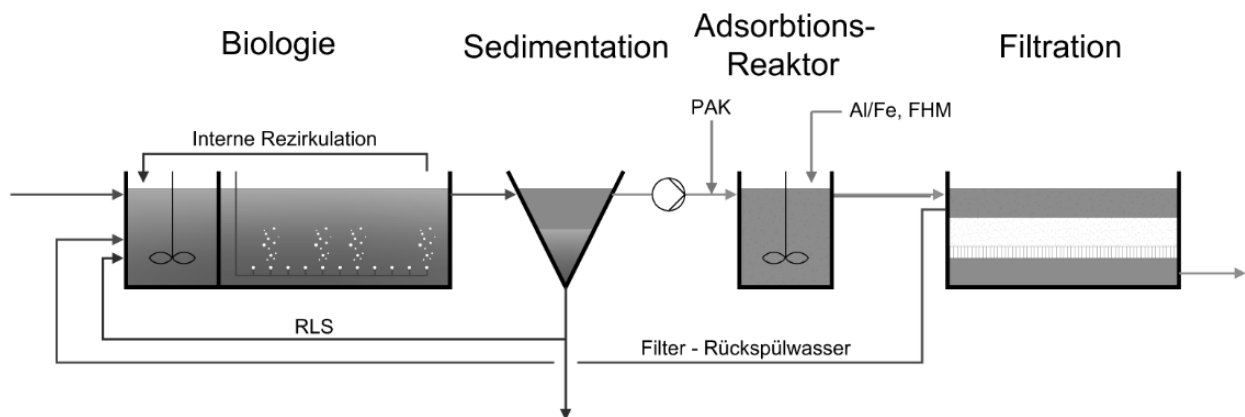 Biologie
Sedimentation
Adsorbtions-
Reaktor
Filtration
Interne Rezirkulation
PAK
Al/Fe, FHM
RLS
Filter - Rückspülwasser